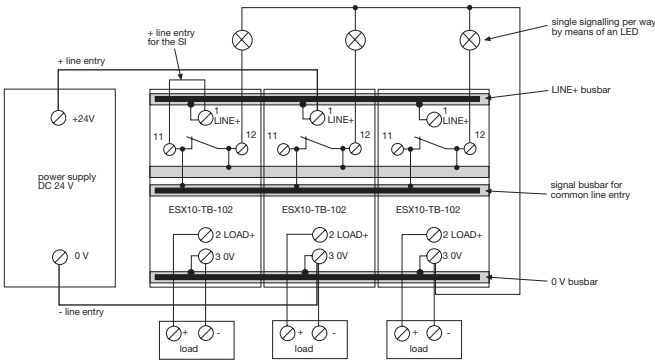 + line entry
for the SI
single signalling per way
by means of an LED
+ line entry
LINE+ busbar
+24V
1
LINE+
1
LINE+
1
LINE+
11
12
11
12
11
12
power supply
DC 24 V
signal busbar for
common line entry
ESX10-TB-102
ESX10-TB-102
ESX10-TB-102
2 LOAD+
2 LOAD+
2 LOAD+
0 V
3 0V
3 0V
3 0V
0 V busbar
- line entry
+ -
load
+ -
load
+ -
load